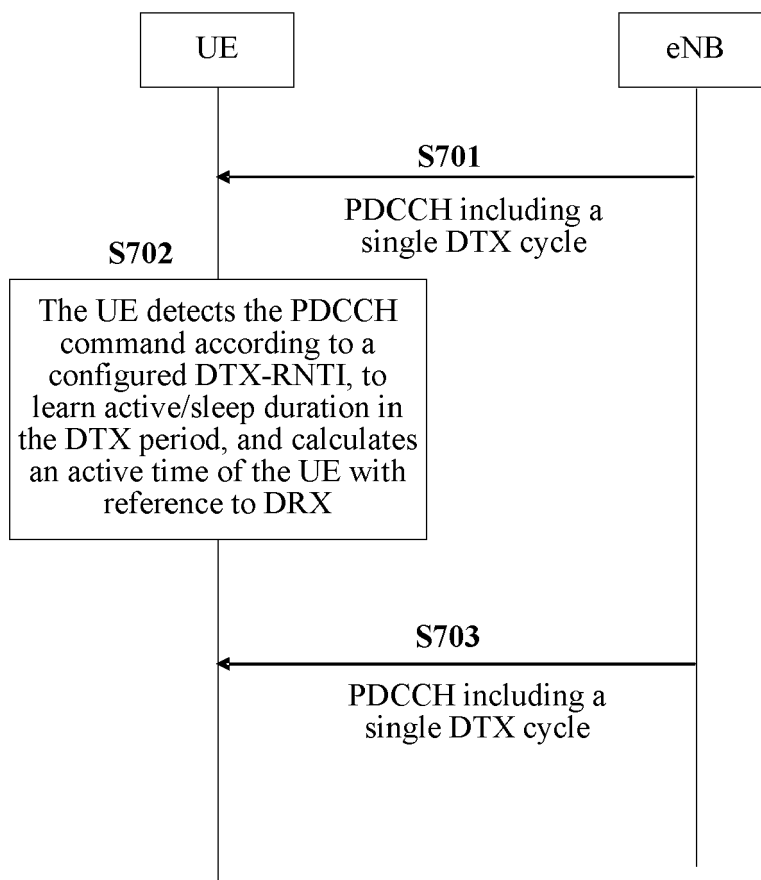 UE
eNB
S701
PDCCH including a
single DTX cycle
S702
The UE detects the PDCCH
command according to a
configured DTX-RNTI, to
learn active/sleep duration in
the DTX period, and calculates
an active time of the UE with
reference to DRX
S703
PDCCH including a
single DTX cycle